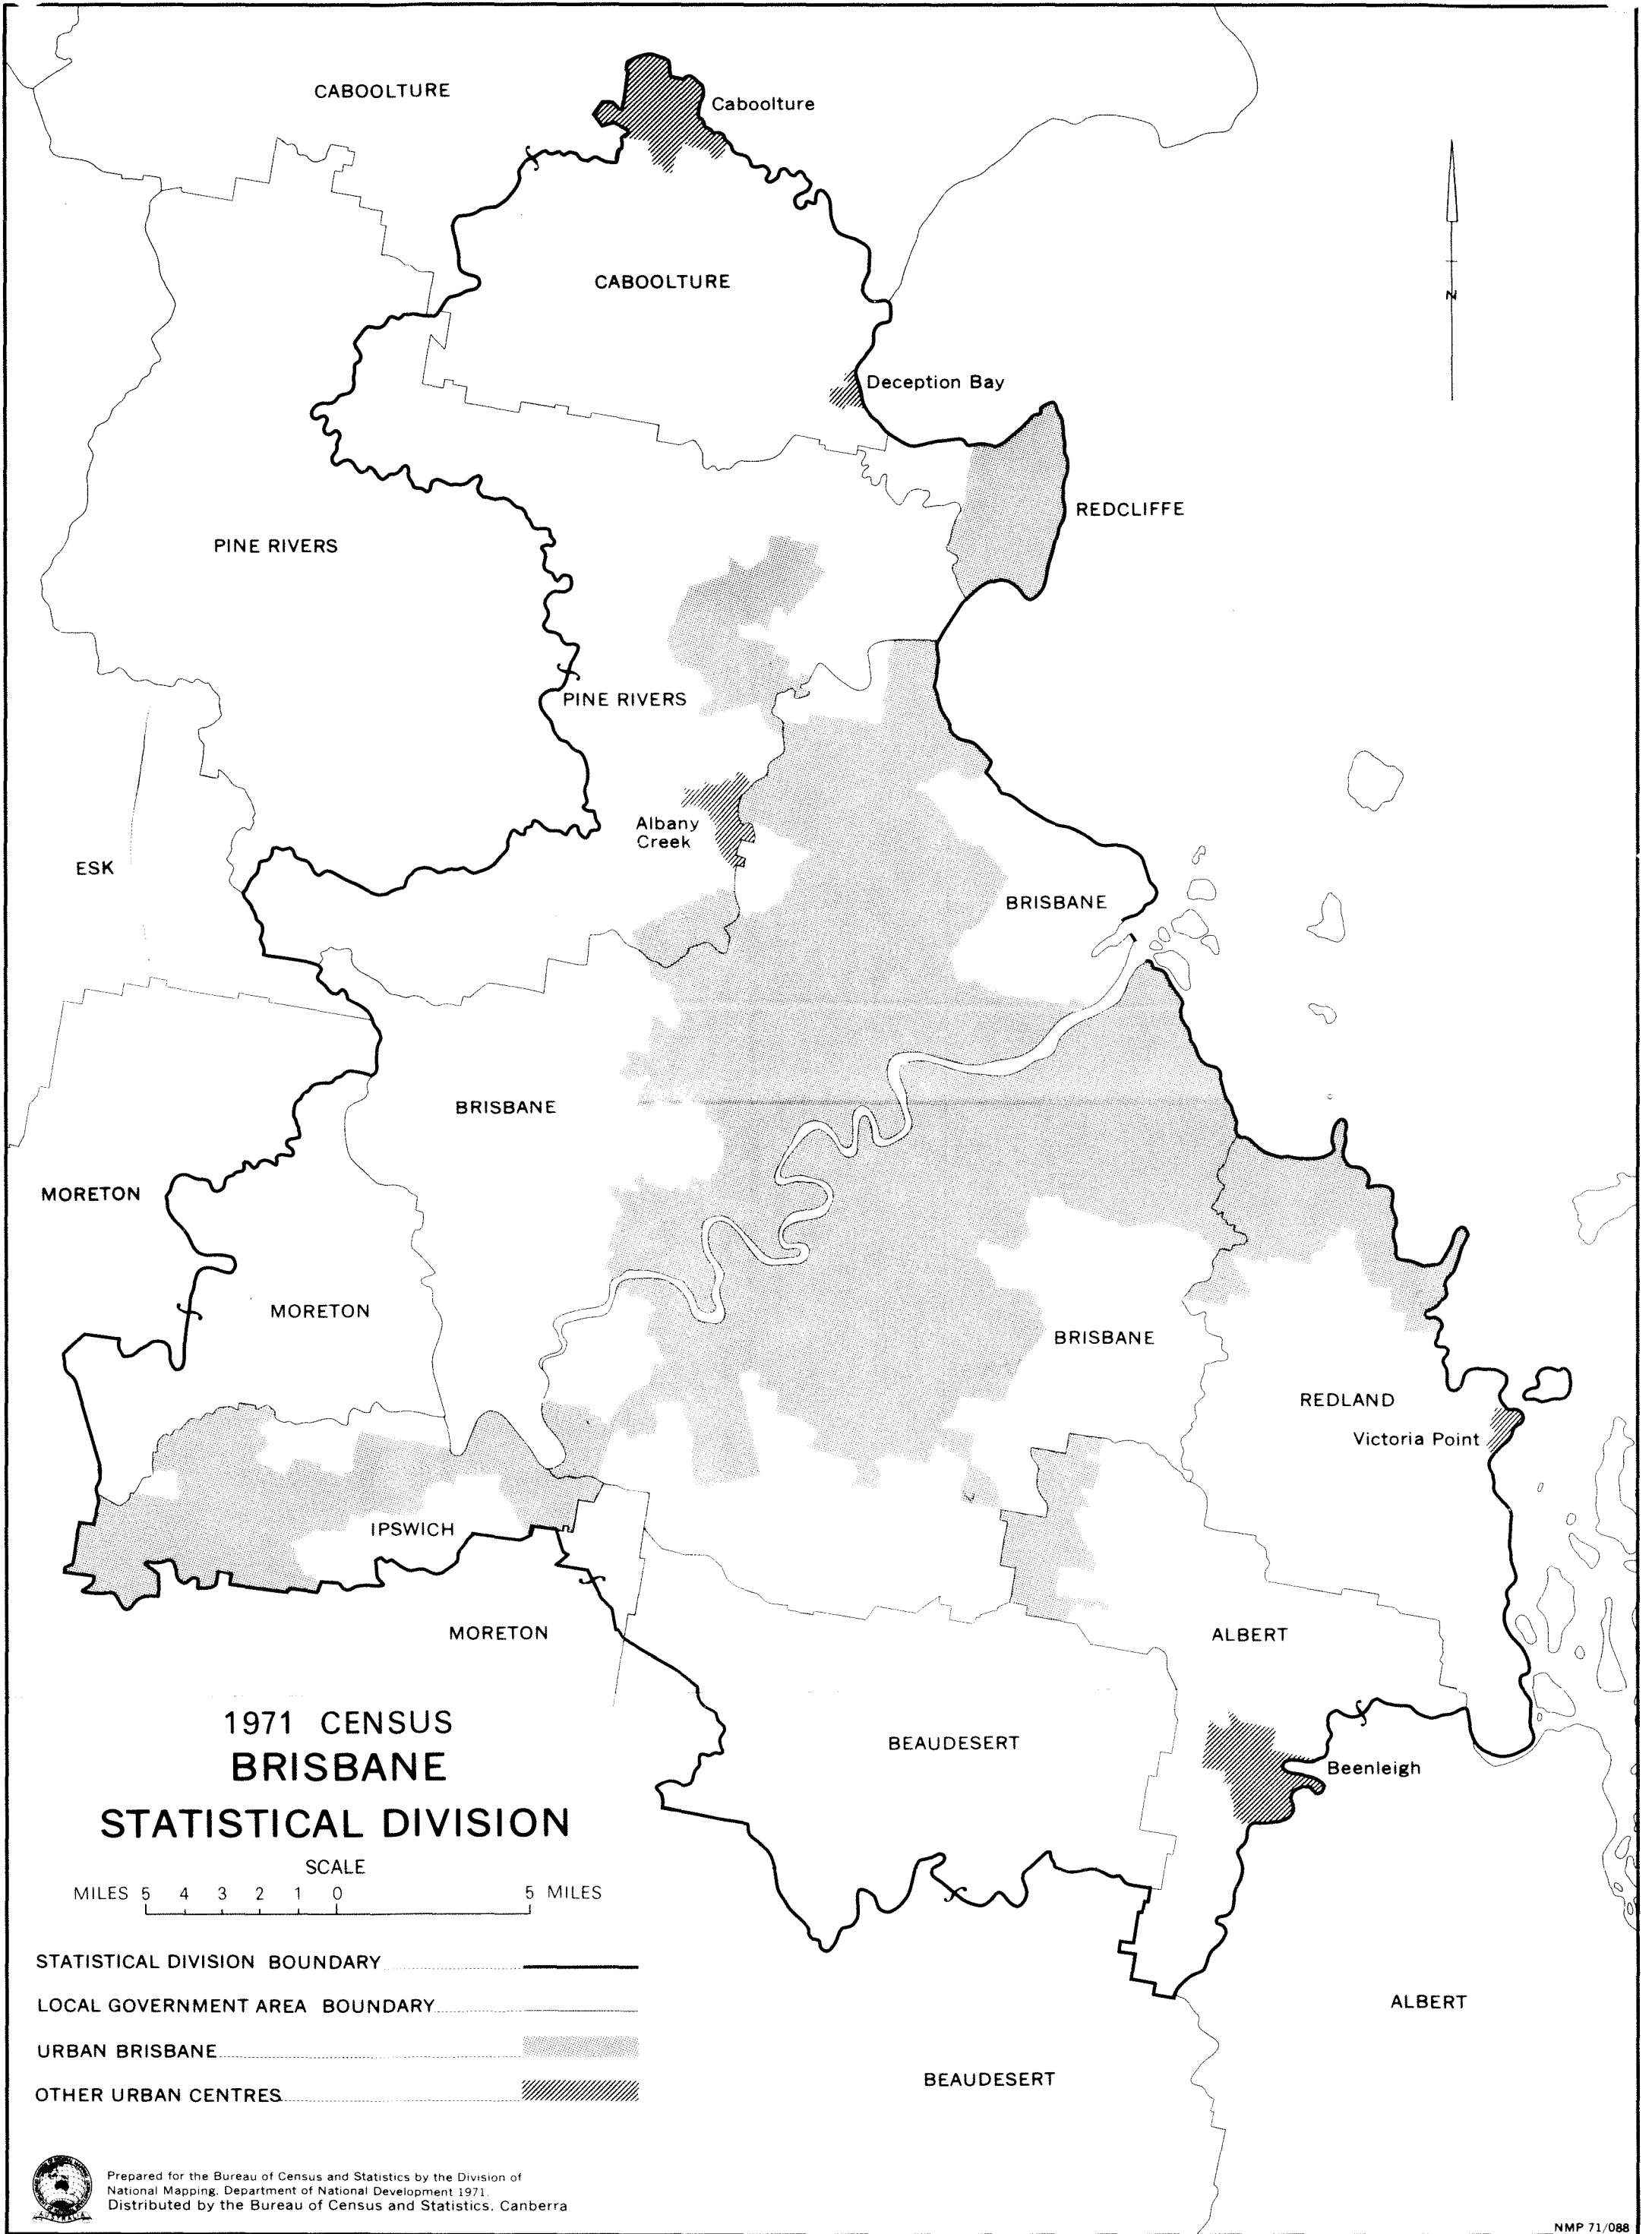 CABOOLTURE
Caboolture
CABOOLTURE
N
Deception Bay
REDCLIFFE
PINE RIVERS
PINE RIVERS
Albany
Creek
ESK
BRISBANE
BRISBANE
MORETON
MORETON
BRISBANE
REDLAND
Victoria Point
IPSWICH
MORETON
ALBERT
BEAUDESERT
Beenleigh
1971 CENSUS
BRISBANE
STATISTICAL DIVISION
SCALE
MILES 5 4 3 2 1 0 5 MILES
STATISTICAL DIVISION BOUNDARY
LOCAL GOVERNMENT AREA BOUNDARY
URBAN BRISBANE
OTHER URBAN CENTRES
ALBERT
BEAUDESERT
Prepared for the Bureau of Census and Statistics by the Division of
National Mapping, Department of National Development 1971.
Distributed by the Bureau of Census and Statistics, Canberra
AUSTRALIA
NMP 71/088